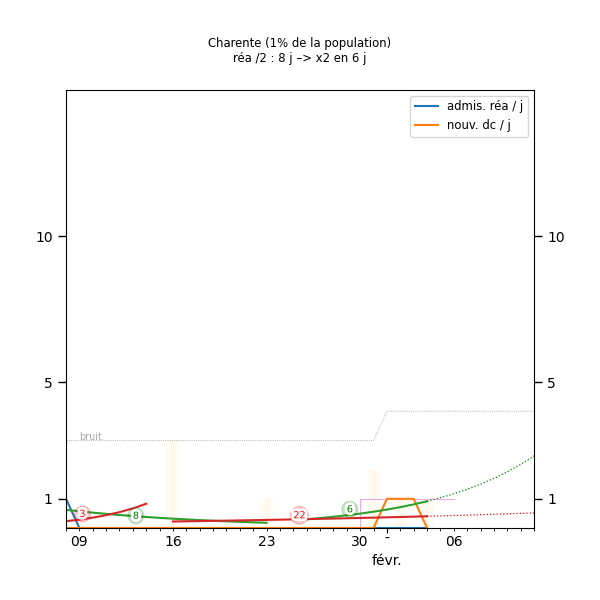 Charente (1% de la population)
réa /2 : 8 j –> x2 en 6 j
admis. réa / j
nouv. dc / j
10 10
5 5
bruit
1 1
3 8 22 6
09 16 23 30 - 06
févr.